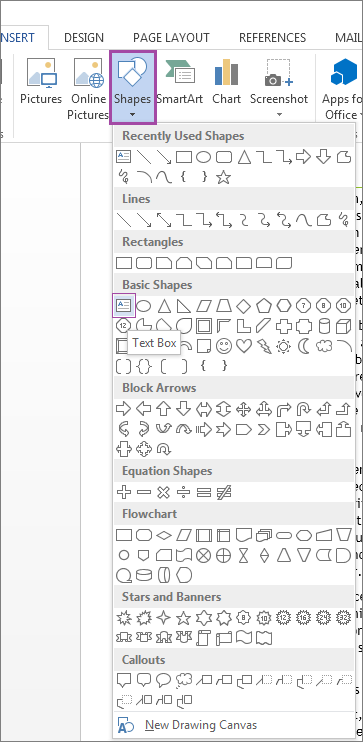 INSERT DESIGN PAGE LAYOUT REFERENCES MAIL
Pictures Online Pictures Shapes SmartArt Chart Screenshot Apps for Office
Recently Used Shapes
Lines
Rectangles
Basic Shapes
Text Box
Block Arrows
Equation Shapes
Flowchart
Stars and Banners
Callouts
New Drawing Canvas